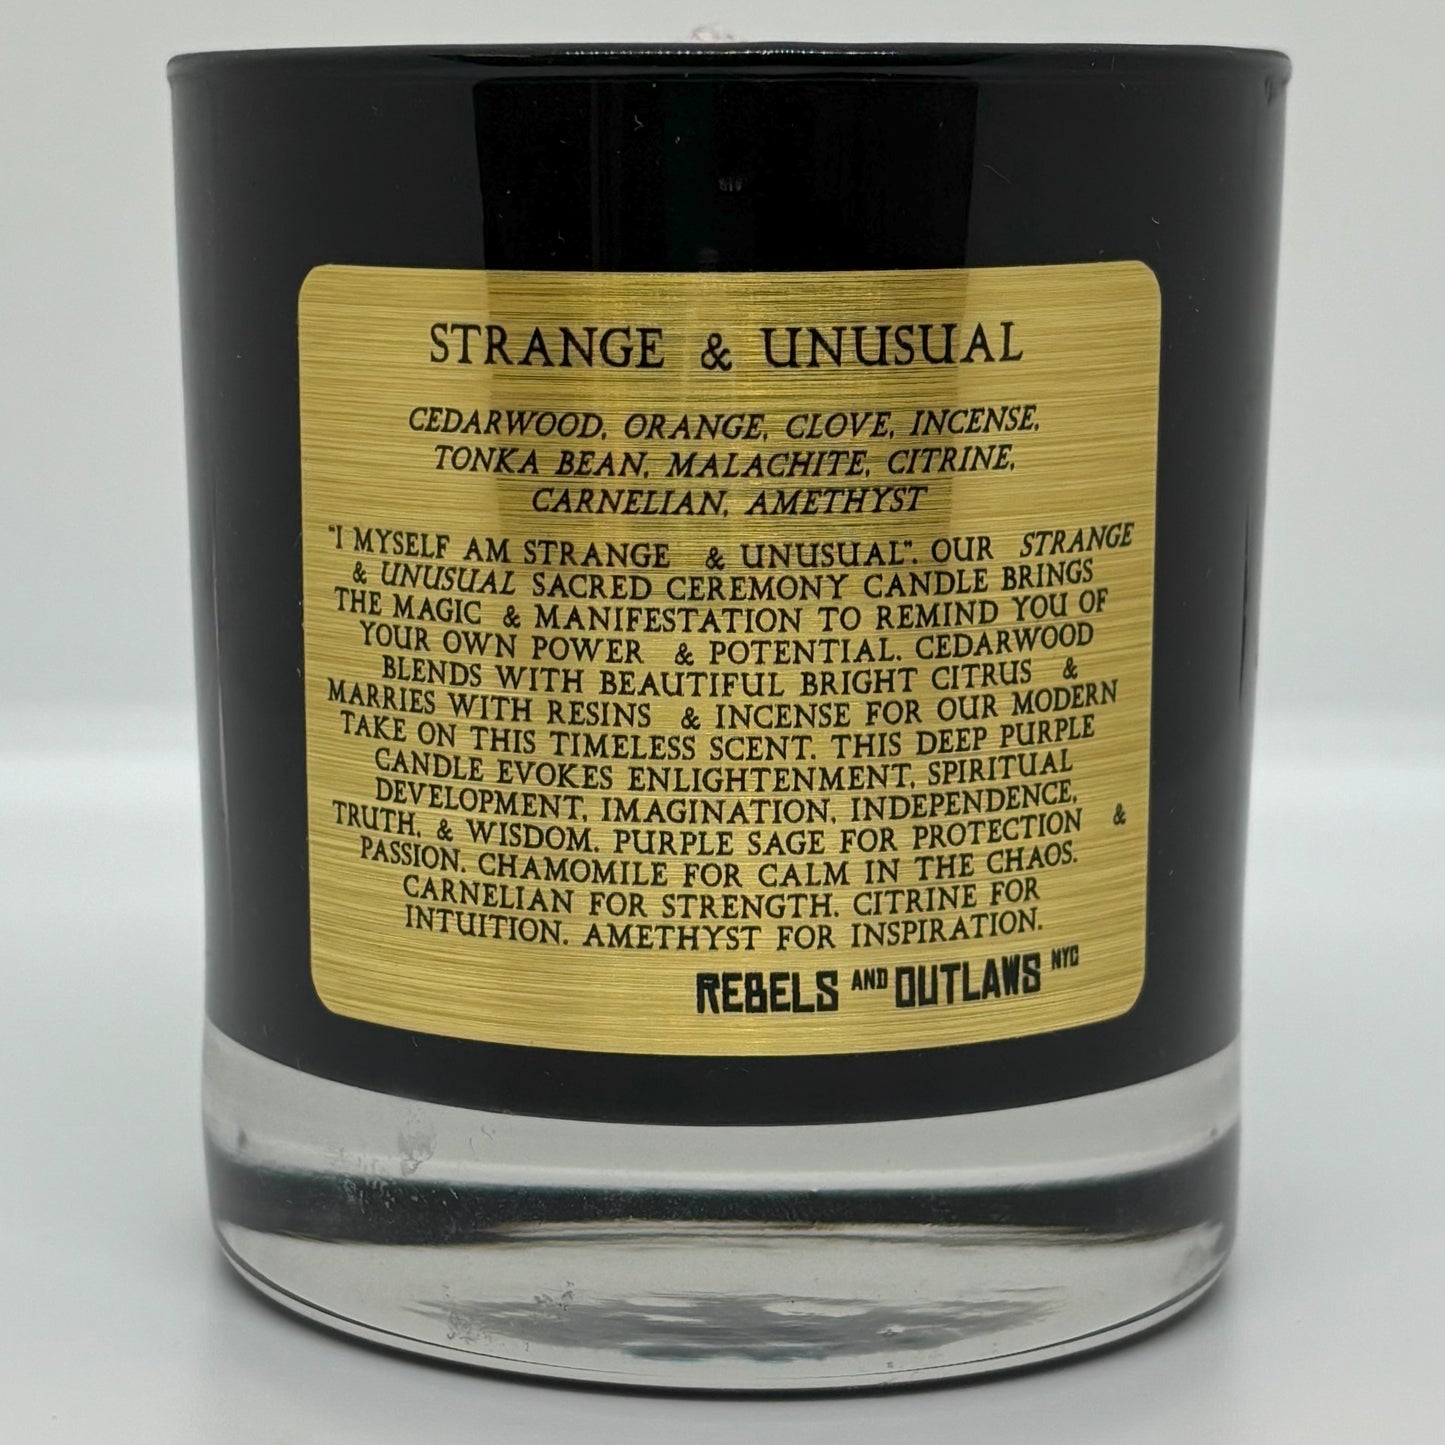 STRANGE & UNUSUAL
CEDARWOOD, ORANGE, CLOVE, INCENSE,
TONKA BEAN, MALACHITE, CITRINE,
CARNELIAN, AMETHYST
"I MYSELF AM STRANGE & UNUSUAL". OUR STRANGE
& UNUSUAL SACRED CEREMONY CANDLE BRINGS
THE MAGIC & MANIFESTATION TO REMIND YOU OF
YOUR OWN POWER & POTENTIAL. CEDARWOOD
BLENDS WITH BEAUTIFUL BRIGHT CITRUS &
MARRIES WITH RESINS & INCENSE FOR OUR MODERN
TAKE ON THIS TIMELESS SCENT. THIS DEEP PURPLE
CANDLE EVOKES ENLIGHTENMENT, SPIRITUAL
DEVELOPMENT, IMAGINATION, INDEPENDENCE,
TRUTH, & WISDOM. PURPLE SAGE FOR PROTECTION &
PASSION. CHAMOMILE FOR CALM IN THE CHAOS.
CARNELIAN FOR STRENGTH. CITRINE FOR
INTUITION. AMETHYST FOR INSPIRATION.
REBELS AND OUTLAWS NYC